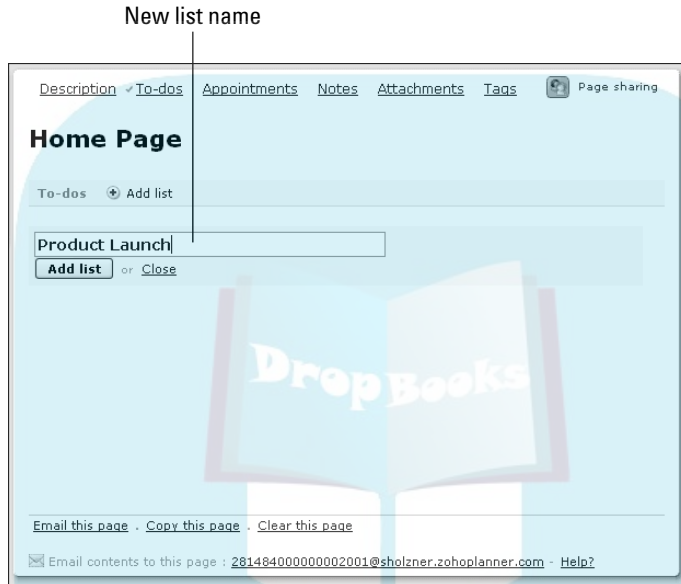 New list name
Description ✓ To-dos Appointments Notes Attachments Tags Page sharing
Home Page
To-dos Add list
Product Launch
Add list or Close
DropBooks
Email this page . Copy this page . Clear this page
Email contents to this page : 281484000000002001@sholzner.zohoplanner.com - Help?